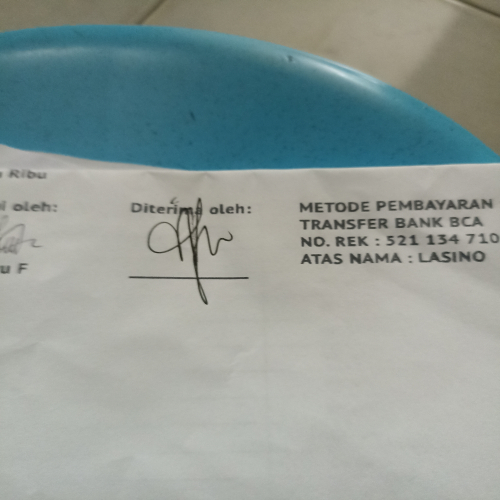 Ribu
oleh:
Diterima oleh:
METODE PEMBAYARAN
TRANSFER BANK BCA
NO. REK : 521 134 710
ATAS NAMA : LASINO
u F